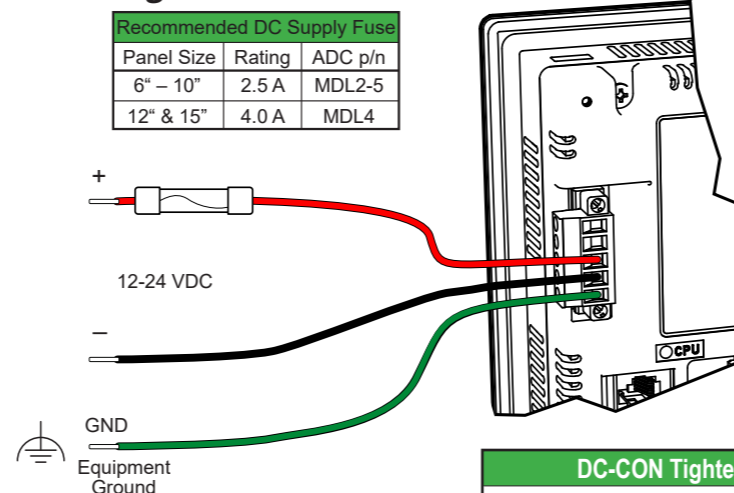 Recommended DC Supply Fuse
Panel Size Rating ADC p/n
6“ – 10” 2.5 A MDL2-5
12“ & 15” 4.0 A MDL4
+
12-24 VDC
–
CPU
GND
Equipment
Ground
DC-CON